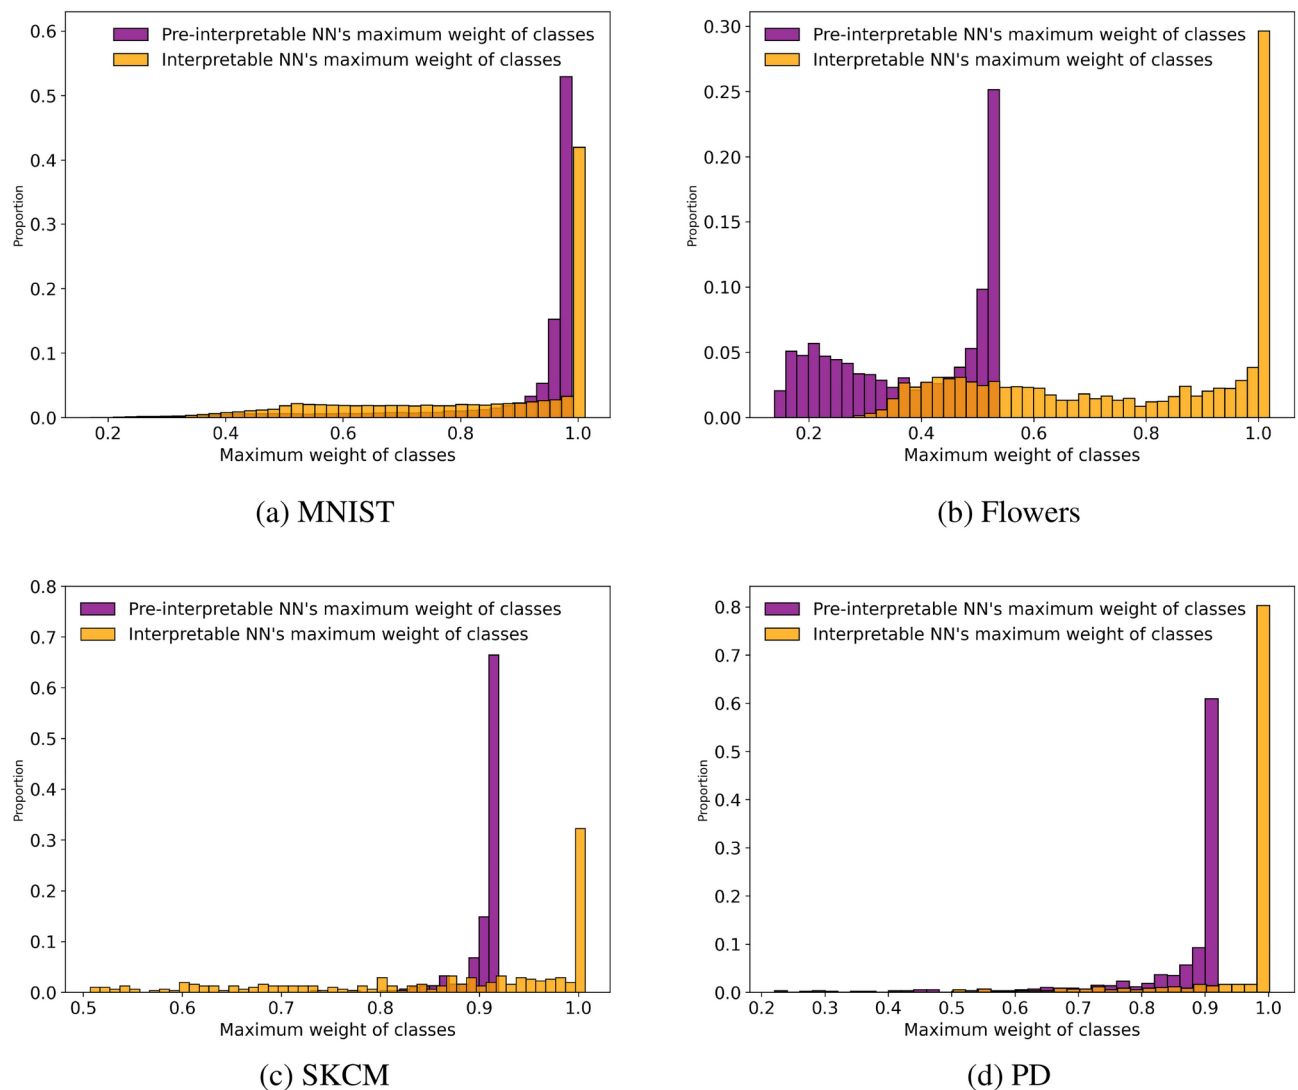 Pre-interpretable NN's maximum weight of classes
Interpretable NN's maximum weight of classes
0.6
0.5
0.4
0.3
0.2
0.1
0.0
Proportion
0.2 0.4 0.6 0.8 1.0
Maximum weight of classes
(a) MNIST
Pre-interpretable NN's maximum weight of classes
Interpretable NN's maximum weight of classes
0.30
0.25
0.20
0.15
0.10
0.05
0.00
Proportion
0.2 0.4 0.6 0.8 1.0
Maximum weight of classes
(b) Flowers
Pre-interpretable NN's maximum weight of classes
Interpretable NN's maximum weight of classes
0.8
0.7
0.6
0.5
0.4
0.3
0.2
0.1
0.0
Proportion
0.5 0.6 0.7 0.8 0.9 1.0
Maximum weight of classes
(c) SKCM
Pre-interpretable NN's maximum weight of classes
Interpretable NN's maximum weight of classes
0.8
0.7
0.6
0.5
0.4
0.3
0.2
0.1
0.0
Proportion
0.2 0.3 0.4 0.5 0.6 0.7 0.8 0.9 1.0
Maximum weight of classes
(d) PD